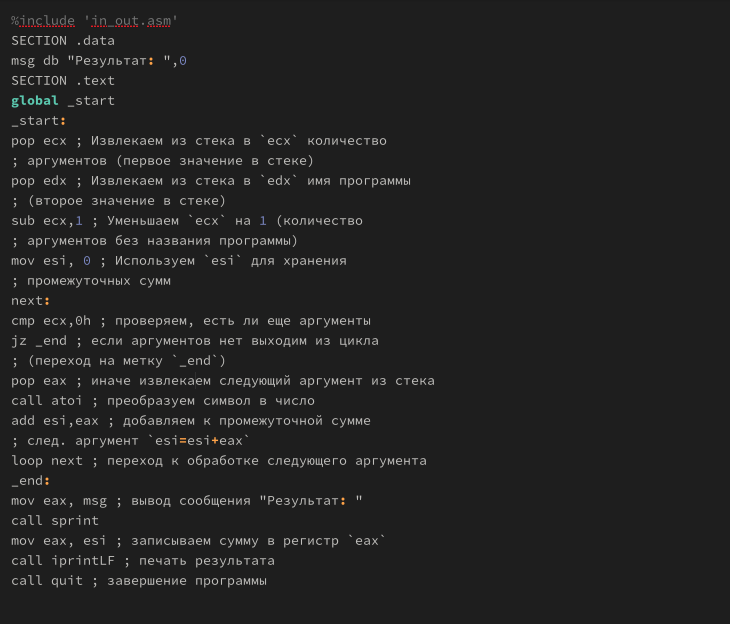 %include 'in_out.asm'
SECTION .data
msg db "Результат: ",0
SECTION .text
global _start
_start:
pop ecx ; Извлекаем из стека в `ecx` количество
; аргументов (первое значение в стеке)
pop edx ; Извлекаем из стека в `edx` имя программы
; (второе значение в стеке)
sub ecx,1 ; Уменьшаем `ecx` на 1 (количество
; аргументов без названия программы)
mov esi, 0 ; Используем `esi` для хранения
; промежуточных сумм
next:
cmp ecx,0h ; проверяем, есть ли еще аргументы
jz _end ; если аргументов нет выходим из цикла
; (переход на метку `_end`)
pop eax ; иначе извлекаем следующий аргумент из стека
call atoi ; преобразуем символ в число
add esi,eax ; добавляем к промежуточной сумме
; след. аргумент `esi=esi+eax`
loop next ; переход к обработке следующего аргумента
_end:
mov eax, msg ; вывод сообщения "Результат: "
call sprint
mov eax, esi ; записываем сумму в регистр `eax`
call iprintLF ; печать результата
call quit ; завершение программы